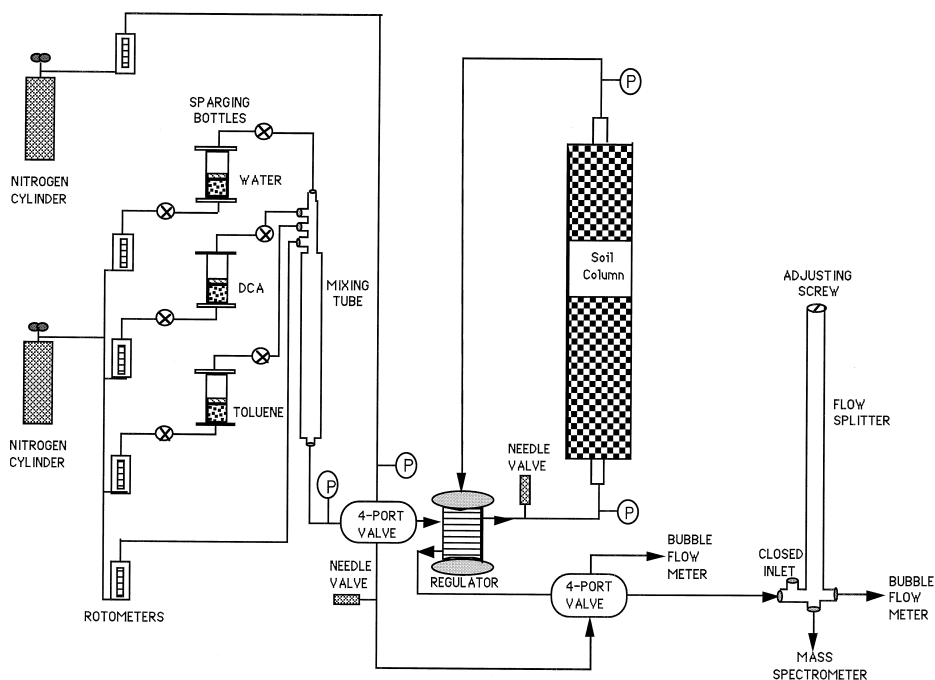 SPARGING
BOTTLES
WATER
NITROGEN
CYLINDER
P
Soil
Column
DCA
MIXING
TUBE
ADJUSTING
SCREW
TOLUENE
FLOW
SPLITTER
NITROGEN
CYLINDER
NEEDLE
VALVE
P
P
4-PORT
VALVE
P
BUBBLE
FLOW
METER
CLOSED
INLET
NEEDLE
VALVE
REGULATOR
4-PORT
VALVE
BUBBLE
FLOW
METER
ROTOMETERS
MASS
SPECTROMETER